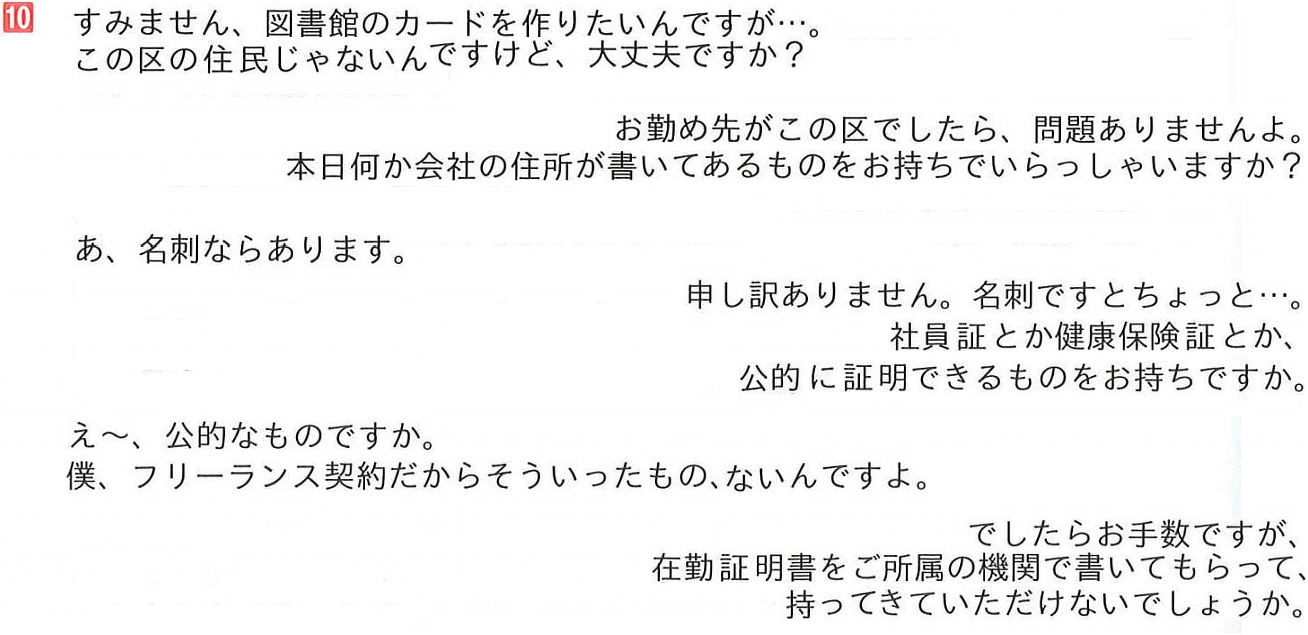 10
すみません、図書館のカードを作りたいんですが…。
この区の住民じゃないんですけど、大丈夫ですか？
お勤め先がこの区でしたら、問題ありませんよ。
本日何か会社の住所が書いてあるものをお持ちでいらっしゃいますか？
あ、名刺ならあります。
申し訳ありません。名刺ですとちょっと…。
社員証とか健康保険証とか、
公的に証明できるものをお持ちですか。
え〜、公的なものですか。
僕、フリーランス契約だからそういったもの、ないんですよ。
でしたらお手数ですが、
在勤証明書をご所属の機関で書いてもらって、
持ってきていただけないでしょうか。